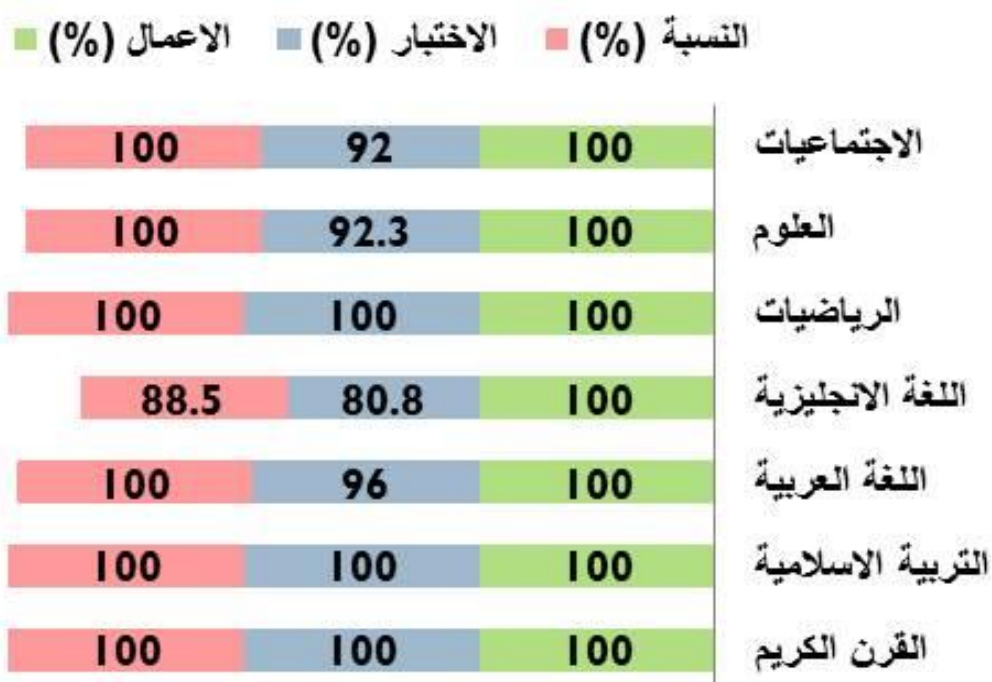 النسبة (%) الاختبار (%) الاعمال (%)
الاجتماعيات 100 92 100
العلوم 100 92.3 100
الرياضيات 100 100 100
اللغة الانجليزية 100 80.8 88.5
اللغة العربية 100 96 100
التربية الاسلامية 100 100 100
القرن الكريم 100 100 100